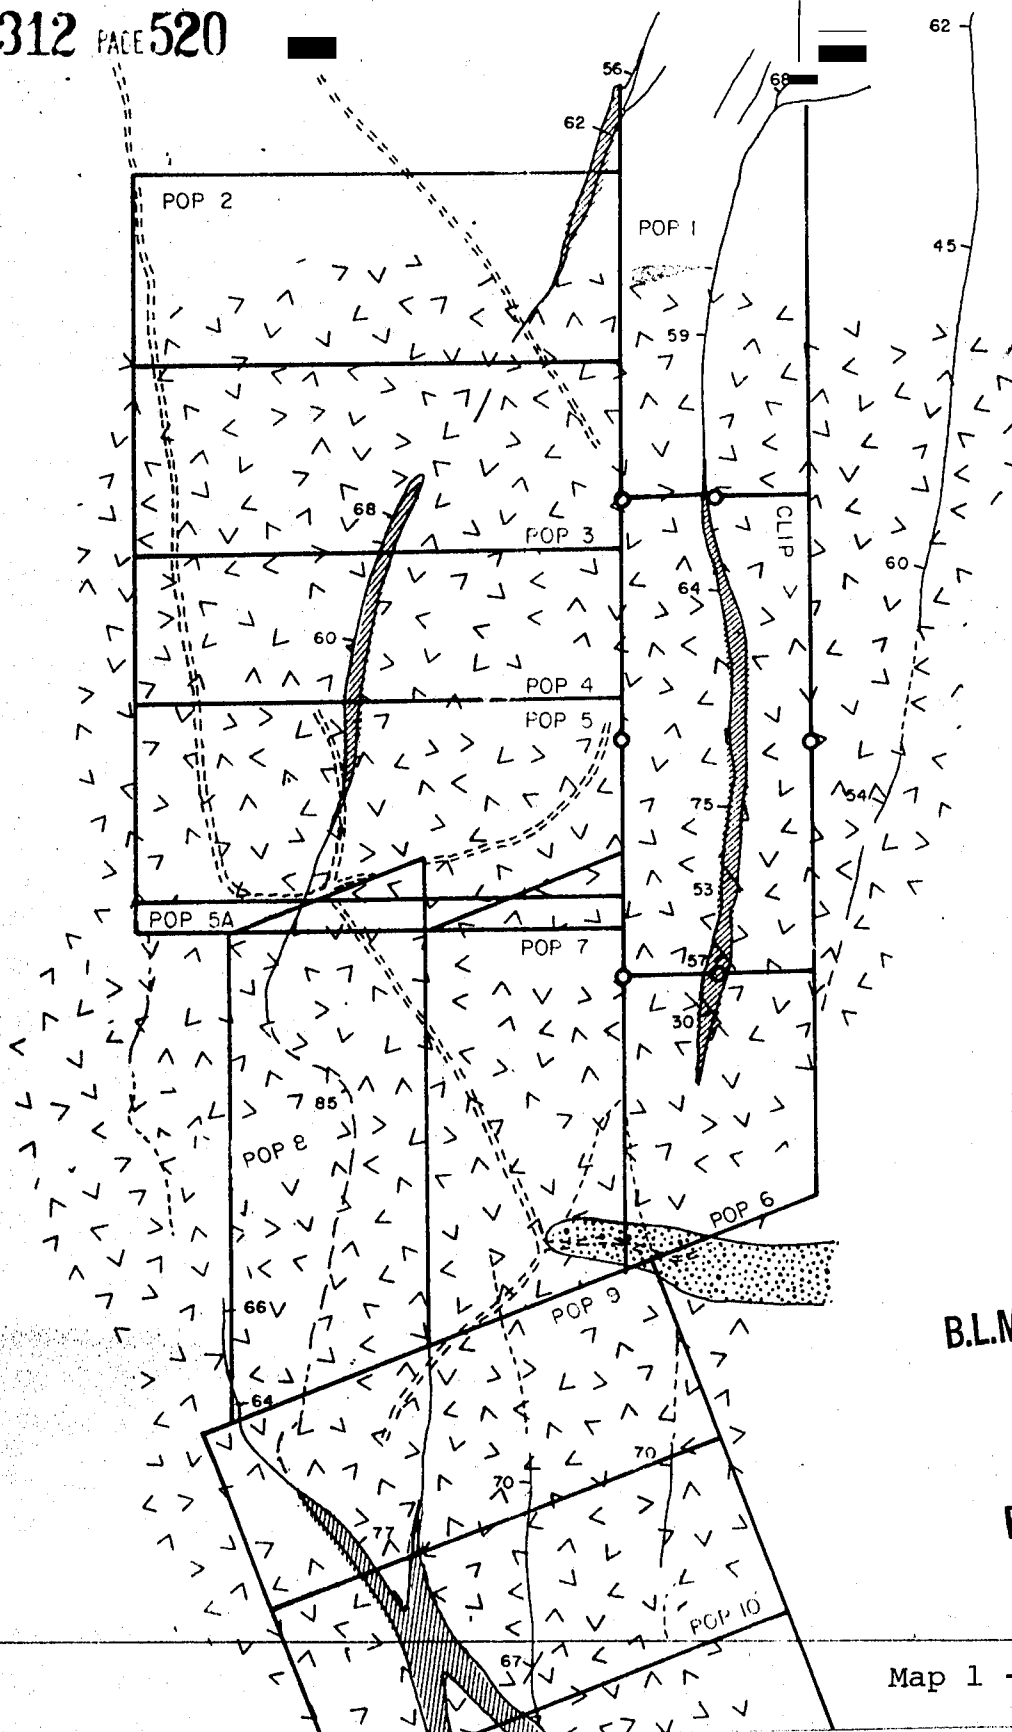 312 PAGE 520
62
56
68
62
POP 2
POP 1
45
59
68
CLIP
POP 3
60
64
60
POP 4
POP 5
75
54
53
POP 5A
POP 7
57
30
85
POP 8
POP 6
66
POP 9
B.L.M
64
70
70
77
POP 10
67
Map 1 -